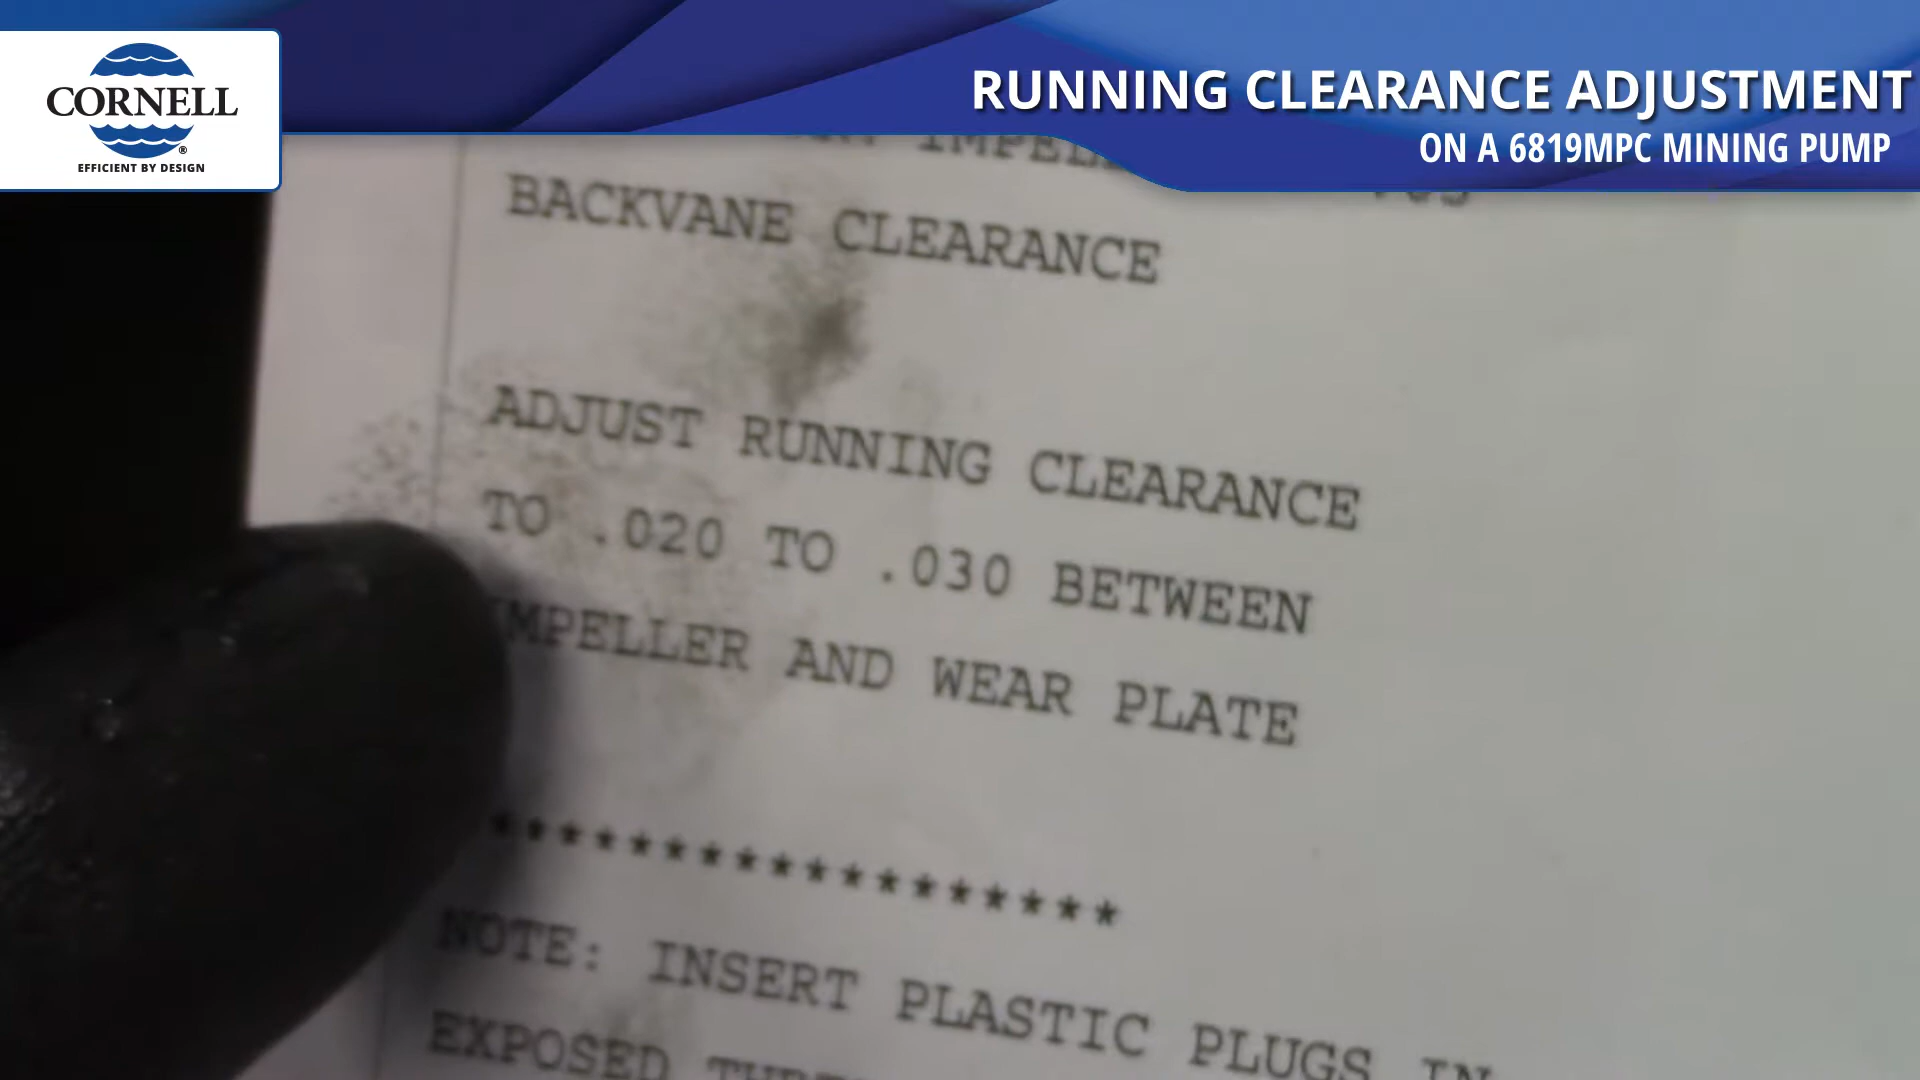 CORNELL
®
EFFICIENT BY DESIGN
RUNNING CLEARANCE ADJUSTMENT
ON A 6819MPC MINING PUMP
BACKVANE CLEARANCE
ADJUST RUNNING CLEARANCE
TO .020 TO .030 BETWEEN
IMPELLER AND WEAR PLATE
******************
NOTE: INSERT PLASTIC PLUGS IN
EXPOSED